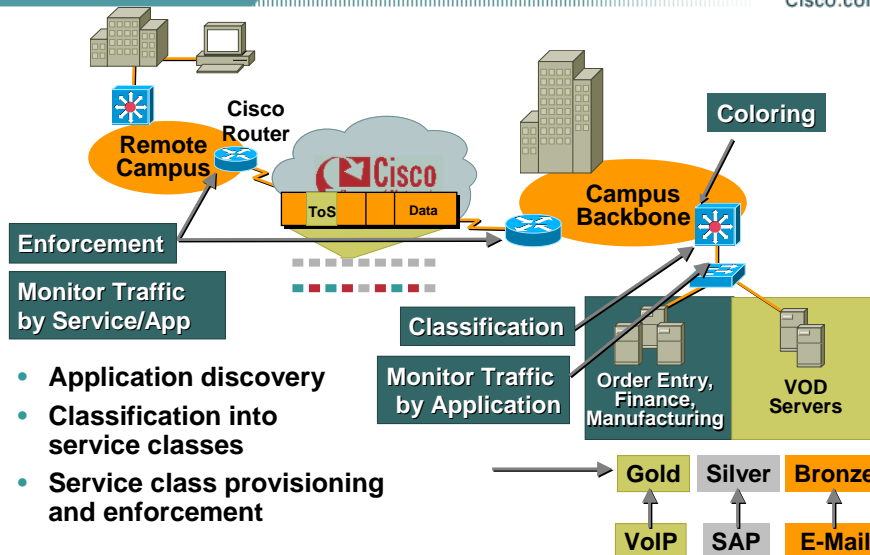 Cisco.com
Cisco
Router
Remote
Campus
Cisco
ToS
Data
Coloring
Campus
Backbone
Enforcement
Monitor Traffic
by Service/App
Classification
Monitor Traffic
by Application
Order Entry,
Finance,
Manufacturing
VOD
Servers
• Application discovery
• Classification into
service classes
• Service class provisioning
and enforcement
Gold
Silver
Bronze
VoIP
SAP
E-Mail